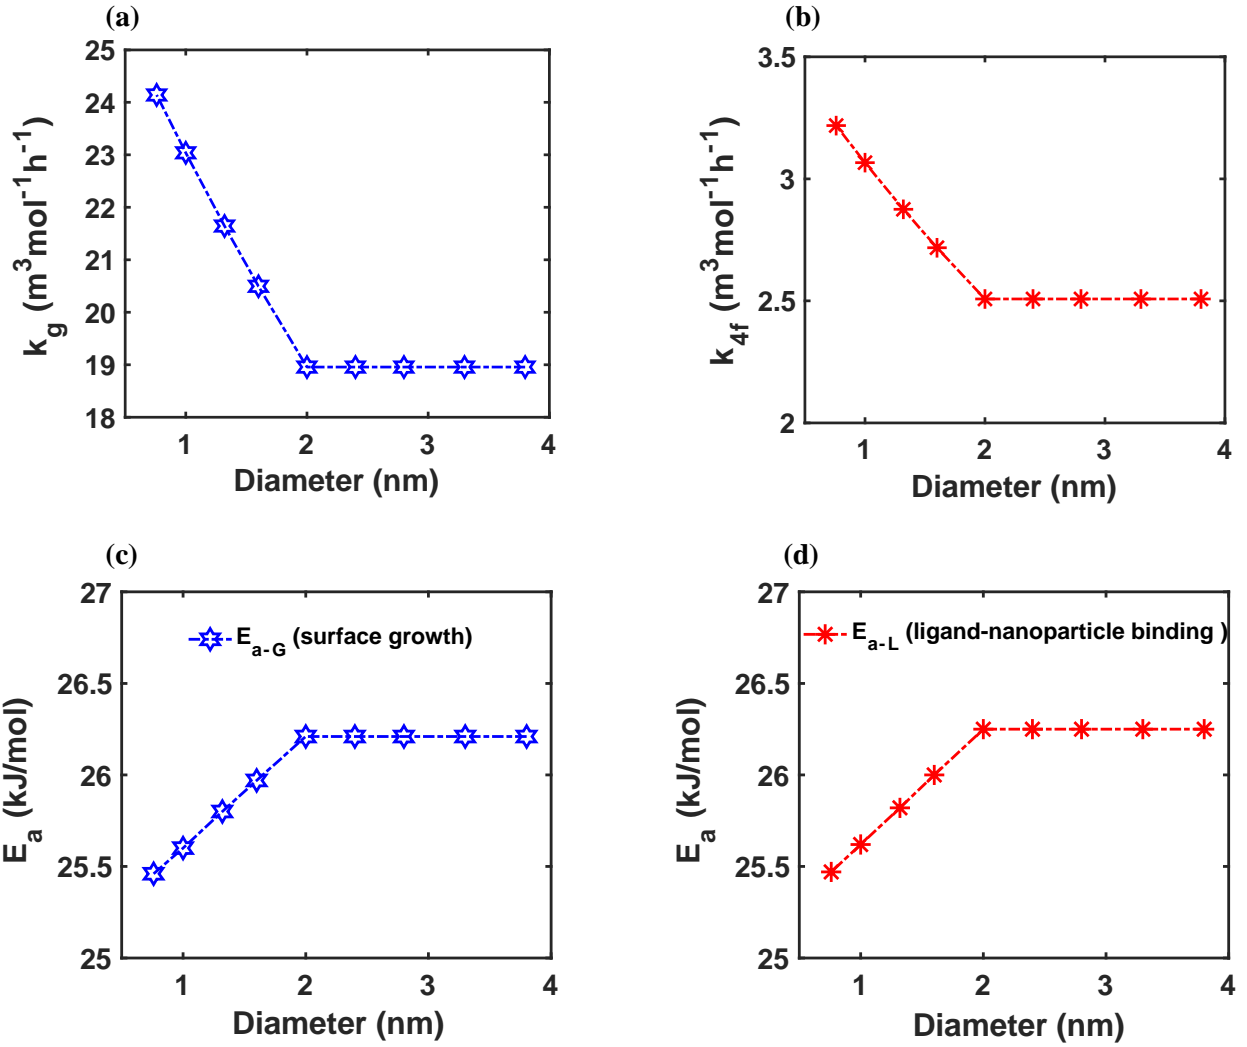 (a)
25
24
23
22
21
20
19
18
k_g (m^3mol^-1h^-1)
1 2 3 4
Diameter (nm)
(b)
3.5
3
2.5
2
k_4f (m^3mol^-1h^-1)
1 2 3 4
Diameter (nm)
(c)
27
26.5
26
25.5
25
E_a (kJ/mol)
E_a-G (surface growth)
1 2 3 4
Diameter (nm)
(d)
27
26.5
26
25.5
25
E_a (kJ/mol)
E_a-L (ligand-nanoparticle binding )
1 2 3 4
Diameter (nm)